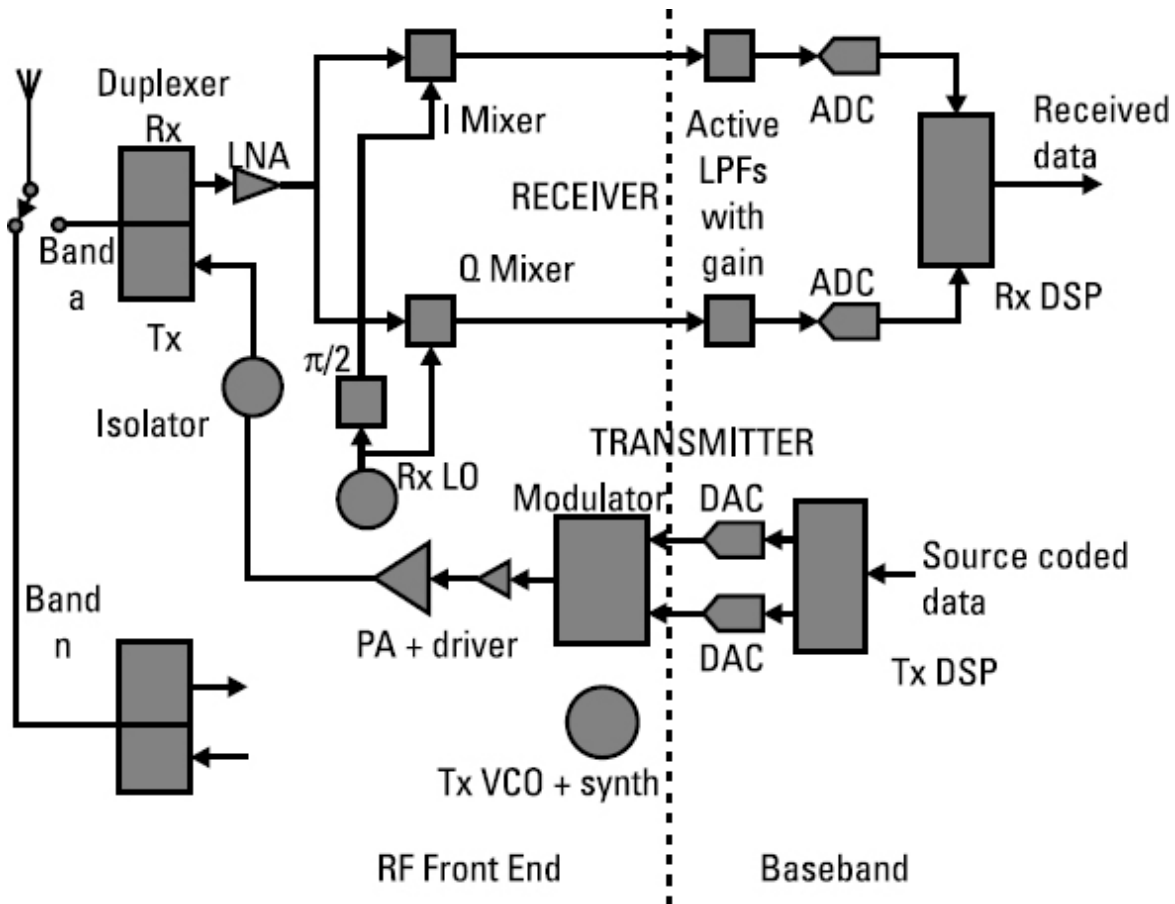 Duplexer
Rx
LNA
I Mixer
Active
LPFs
with
gain
ADC
Received
data
RECEIVER
Band
a
Q Mixer
ADC
Rx DSP
Tx
π/2
Isolator
Rx LO
TRANSMITTER
Modulator
DAC
Source coded
data
Band
n
PA + driver
DAC
Tx DSP
Tx VCO + synth
RF Front End
Baseband